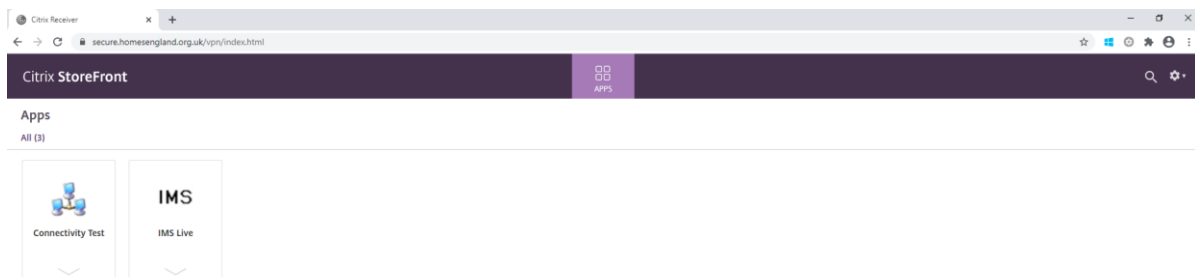 Citrix Receiver
secure.homesengland.org.uk/vpn/index.html
Citrix StoreFront
APPS
Apps
All (3)
IMS
Connectivity Test
IMS Live